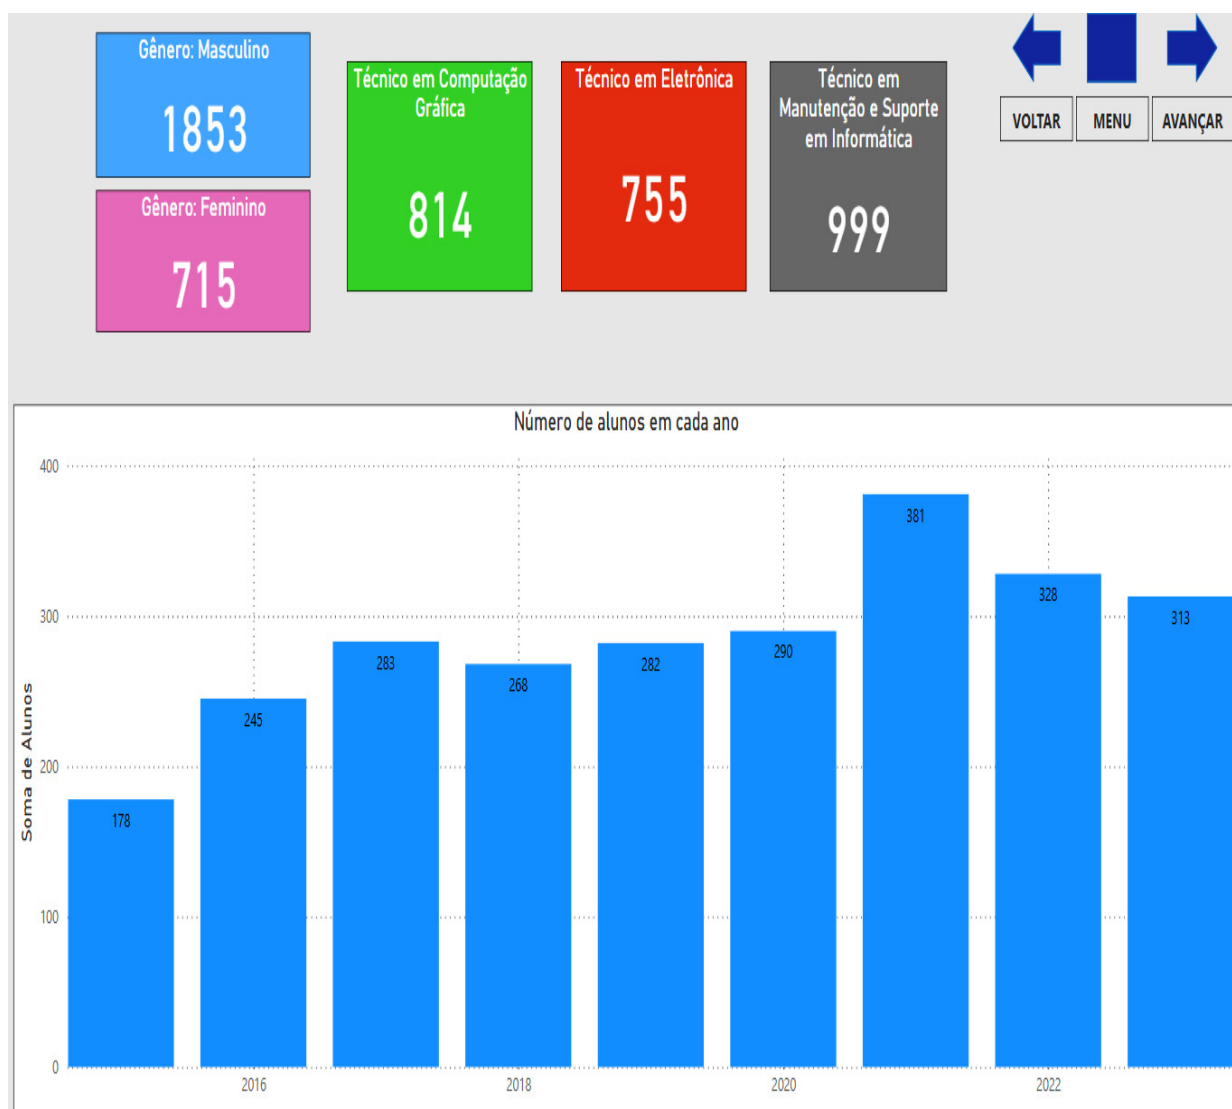 Gênero: Masculino
1853
Gênero: Feminino
715
Técnico em Computação
Gráfica
814
Técnico em Eletrônica
755
Técnico em
Manutenção e Suporte
em Informática
999
VOLTAR
MENU
AVANÇAR
Número de alunos em cada ano
Soma de Alunos
400
300
200
100
0
178
245
283
268
282
290
381
328
313
2016
2018
2020
2022